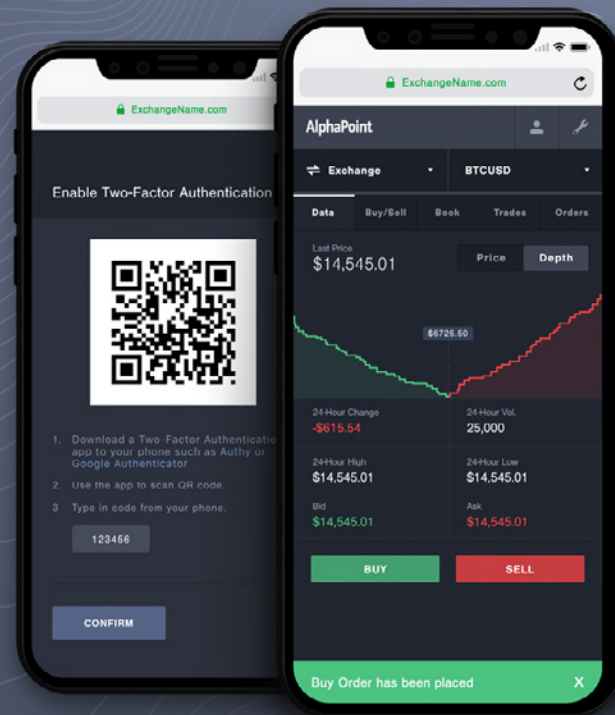 ExchangeName.com
Enable Two-Factor Authentication
1. Download a Two-Factor Authenticatio
app to your phone such as Authy or
Google Authenticator
2. Use the app to scan QR code.
3 Type in code from your phone.
123456
CONFIRM
ExchangeName.com
AlphaPoint
Exchange BTCUSD
Data Buy/Sell Book Trades Orders
Last Price
$14,545.01 Price Depth
$6725.50
24-Hour Change 24-Hour Vol.
-$615.54 25,000
24-Hour High 24-Hour Low
$14,545.01 $14,545.01
Bid Ask
$14,545.01 $14,545.01
BUY SELL
Buy Order has been placed X